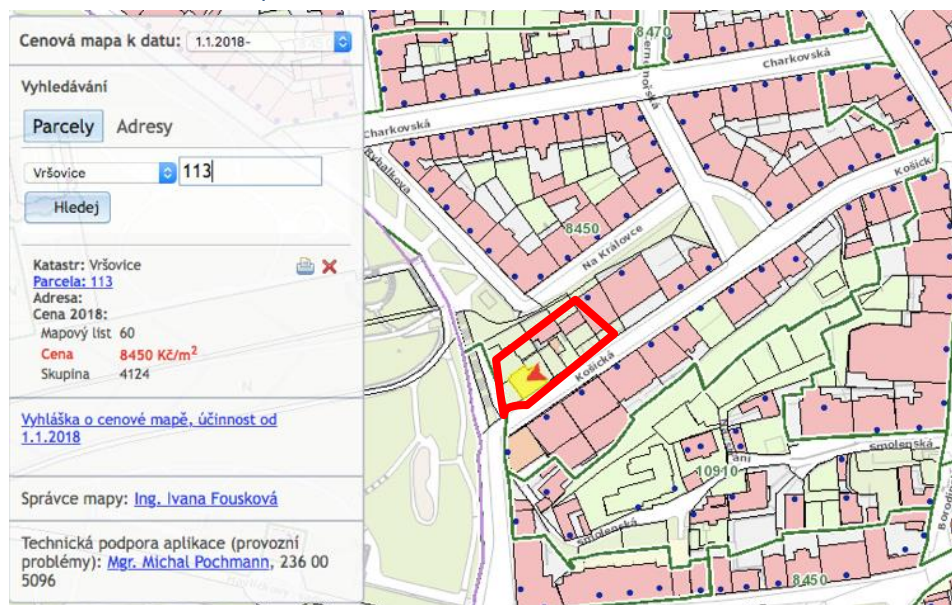 Cenová mapa k datu: 1.1.2018-
Vyhledávání
Parcely Adresy
Vršovice 113
Hledej
Katastr: Vršovice
Parcela: 113
Adresa:
Cena 2018:
Mapový list 60
Cena 8450 Kč/m²
Skupina 4124
Vyhláška o cenové mapě, účinnost od
1.1.2018
Správce mapy: Ing. Ivana Fousková
Technická podpora aplikace (provozní
problémy): Mgr. Michal Pochmann, 236 00
5096
8470
Charkovská
Charkovská
Rybalkova
Košická
8450
Na Královce
Košická
10910
Smolenská
Smolenská
8450